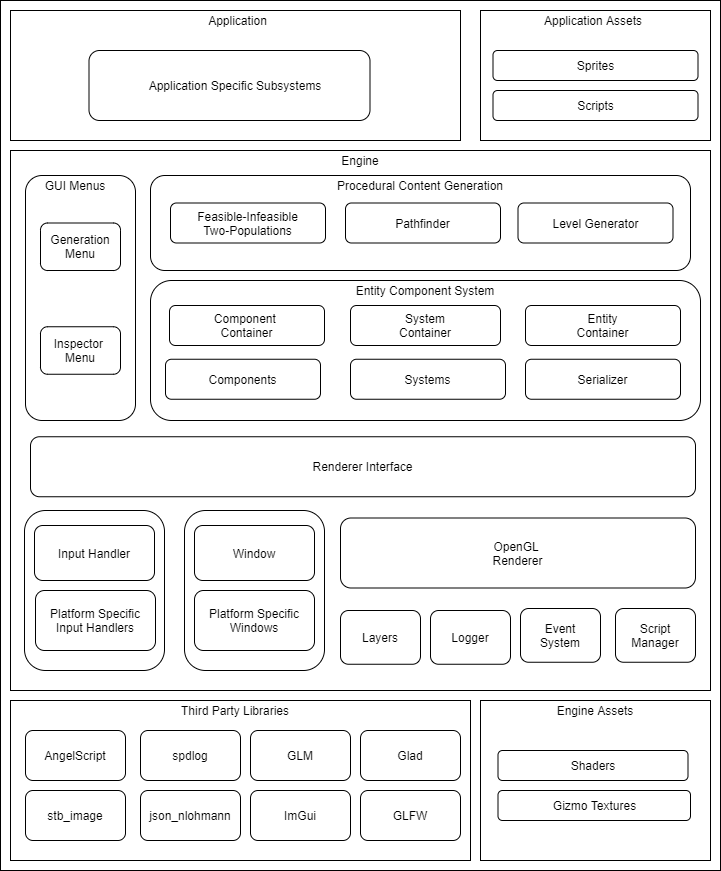 Application
Application Specific Subsystems
Application Assets
Sprites
Scripts
Engine
GUI Menus
Generation
Menu
Inspector
Menu
Procedural Content Generation
Feasible-Infeasible
Two-Populations
Pathfinder
Level Generator
Entity Component System
Component
Container
System
Container
Entity
Container
Components
Systems
Serializer
Renderer Interface
Input Handler
Platform Specific
Input Handlers
Window
Platform Specific
Windows
OpenGL
Renderer
Layers
Logger
Event
System
Script
Manager
Third Party Libraries
AngelScript
spdlog
GLM
Glad
stb_image
json_nlohmann
ImGui
GLFW
Engine Assets
Shaders
Gizmo Textures